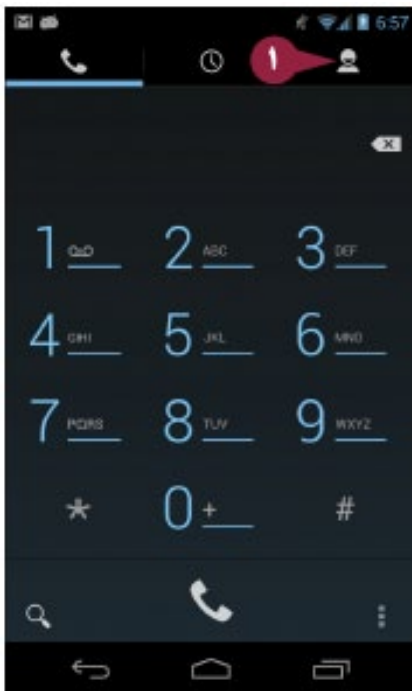 6:57
١
1 2 ABC 3 DEF
4 GHI 5 JKL 6 MNO
7 PQRS 8 TUV 9 WXYZ
* 0 + #